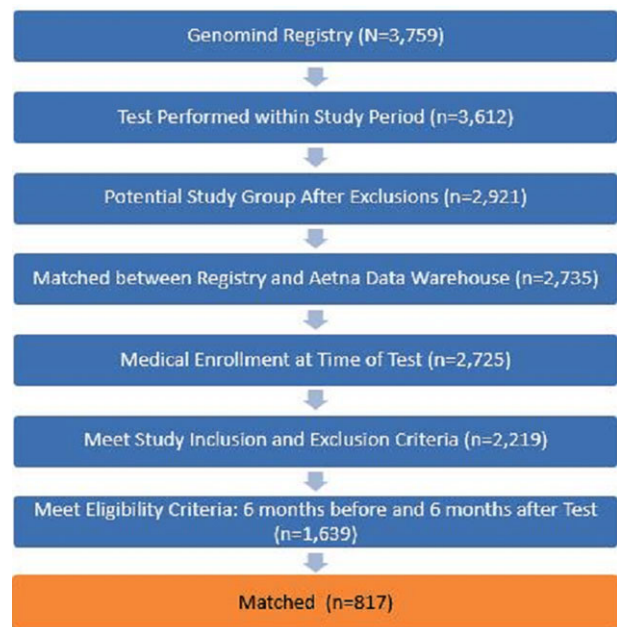 Genomind Registry (N=3,759)
Test Performed within Study Period (n=3,612)
Potential Study Group After Exclusions (n=2,921)
Matched between Registry and Aetna Data Warehouse (n=2,735)
Medical Enrollment at Time of Test (n=2,725)
Meet Study Inclusion and Exclusion Criteria (n=2,219)
Meet Eligibility Criteria: 6 months before and 6 months after Test
(n=1,639)
Matched (n=817)